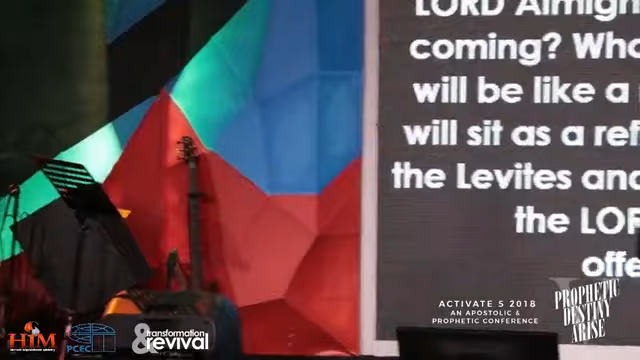 LORD Almigh
coming? Who
will be like a
will sit as a ref
the Levites and
the LOR
offe
ACTIVATE 5 2018
AN APOSTOLIC &
PROPHETIC CONFERENCE
PROPHETIC
DESTINY
ARISE
HIM
PCEC
& transformation
revival